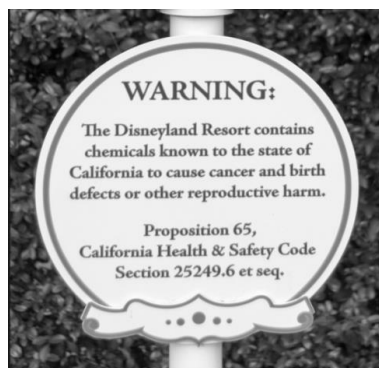 WARNING:
The Disneyland Resort contains
chemicals known to the state of
California to cause cancer and birth
defects or other reproductive harm.
Proposition 65,
California Health & Safety Code
Section 25249.6 et seq.